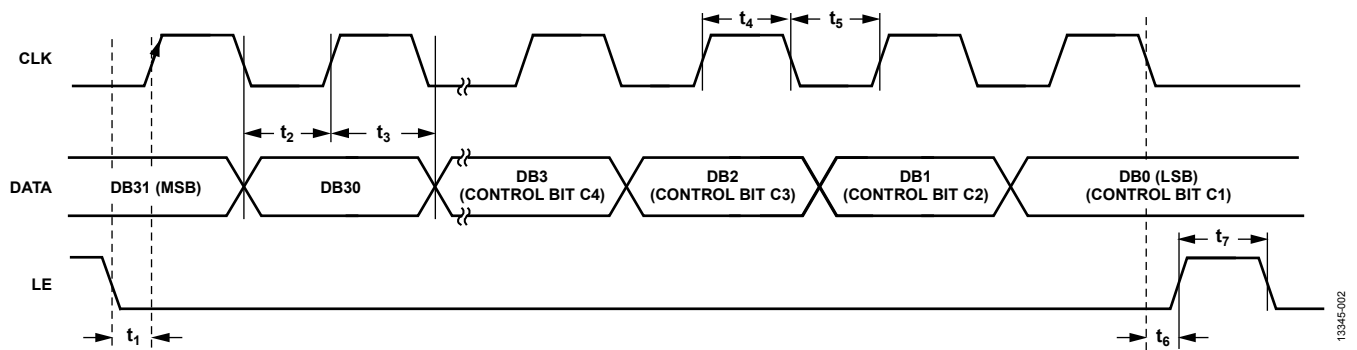 t4
t5
CLK
t2
t3
DATA
DB31 (MSB)
DB30
DB3
(CONTROL BIT C4)
DB2
(CONTROL BIT C3)
DB1
(CONTROL BIT C2)
DB0 (LSB)
(CONTROL BIT C1)
t7
LE
t1
t6
13345-002